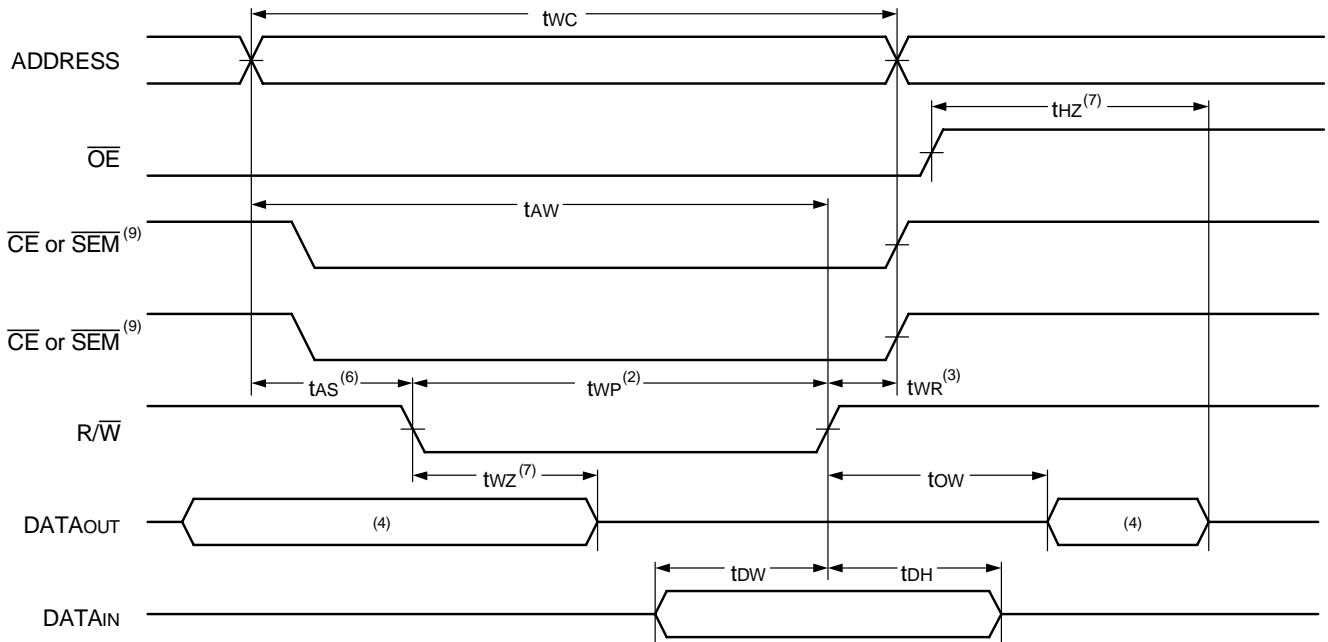 tWC
ADDRESS
tHZ(7)
OE
tAW
CE or SEM(9)
CE or SEM(9)
tAS(6)
tWP(2)
tWR(3)
R/W
tWZ(7)
tOW
DATAOUT
(4)
(4)
tDW
tDH
DATAIN